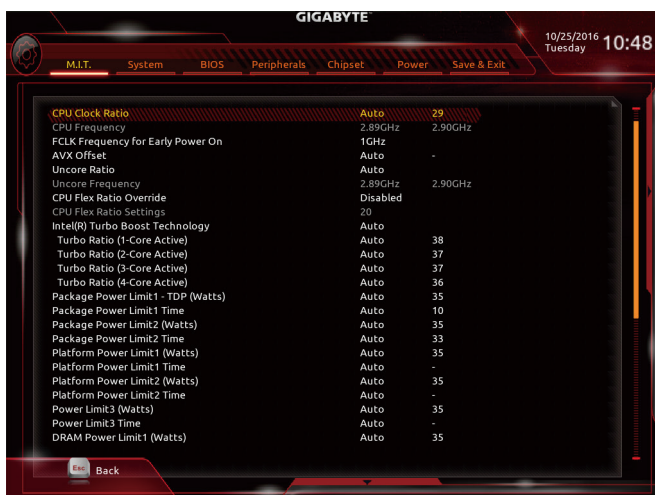 GIGABYTE™
10/25/2016 10:48
Tuesday
M.I.T. System BIOS Peripherals Chipset Power Save & Exit
CPU Clock Ratio Auto 29
CPU Frequency 2.89GHz 2.90GHz
FCLK Frequency for Early Power On 1GHz
AVX Offset Auto -
Uncore Ratio Auto
Uncore Frequency 2.89GHz 2.90GHz
CPU Flex Ratio Override Disabled
CPU Flex Ratio Settings 20
Intel(R) Turbo Boost Technology Auto
Turbo Ratio (1-Core Active) Auto 38
Turbo Ratio (2-Core Active) Auto 37
Turbo Ratio (3-Core Active) Auto 37
Turbo Ratio (4-Core Active) Auto 36
Package Power Limit1 - TDP (Watts) Auto 35
Package Power Limit1 Time Auto 10
Package Power Limit2 (Watts) Auto 35
Package Power Limit2 Time Auto 33
Platform Power Limit1 (Watts) Auto 35
Platform Power Limit1 Time Auto -
Platform Power Limit2 (Watts) Auto 35
Platform Power Limit2 Time Auto -
Power Limit3 (Watts) Auto 35
Power Limit3 Time Auto -
DRAM Power Limit1 (Watts) Auto 35
Esc Back